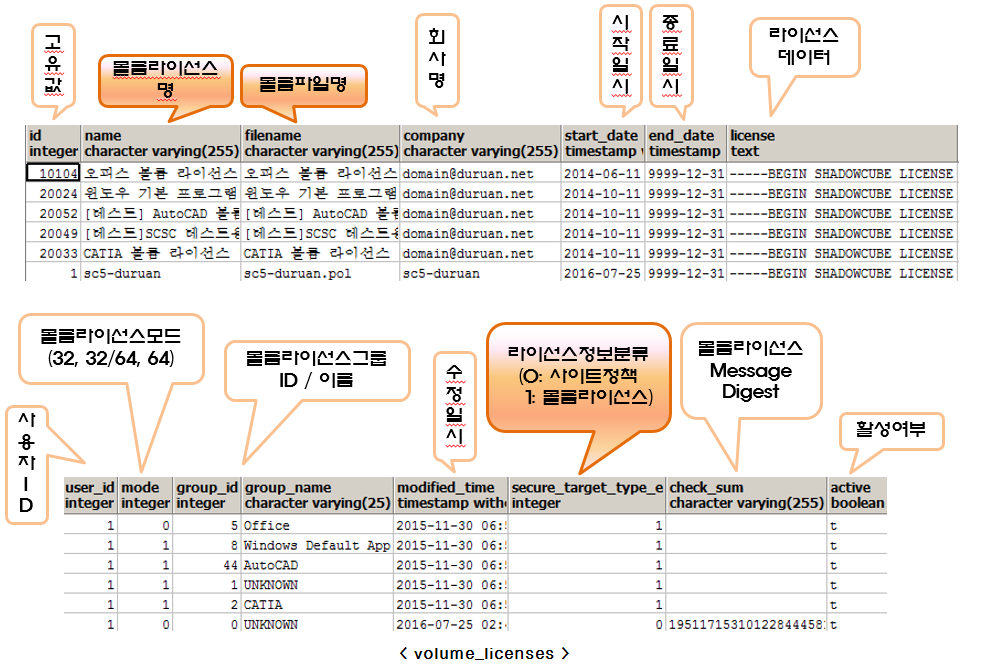 고
유
값
볼륨라이선스
명
볼륨파일명
회
사
명
시
작
일
시
종
료
일
시
라이선스
데이터
id name filename company start_date end_date license
integer character varying(255) character varying(255) character varying(255) timestamp timestamp text
10104 오피스 볼륨 라이선스 오피스 볼륨 라이선스 domain@duruan.net 2014-06-11 9999-12-31 -----BEGIN SHADOWCUBE LICENSE
20024 윈도우 기본 프로그램 윈도우 기본 프로그램 domain@duruan.net 2014-10-11 9999-12-31 -----BEGIN SHADOWCUBE LICENSE
20052 [테스트] AutoCAD 볼륨 [테스트] AutoCAD 볼륨 domain@duruan.net 2014-10-11 9999-12-31 -----BEGIN SHADOWCUBE LICENSE
20049 [테스트]SCSC 테스트용 [테스트]SCSC 테스트용 domain@duruan.net 2014-10-11 9999-12-31 -----BEGIN SHADOWCUBE LICENSE
20033 CATIA 볼륨 라이선스 CATIA 볼륨 라이선스 domain@duruan.net 2014-10-11 9999-12-31 -----BEGIN SHADOWCUBE LICENSE
1 sc5-duruan sc5-duruan.pol sc5-duruan 2016-07-25 9999-12-31 -----BEGIN SHADOWCUBE LICENSE
볼륨라이선스모드
(32, 32/64, 64)
볼륨라이선스그룹
ID / 이름
수
정
일
시
라이선스정보분류
(0: 사이트정책
1: 볼륨라이선스)
볼륨라이선스
Message
Digest
사
용
자
I
D
활성여부
user_id mode group_id group_name modified_time secure_target_type_e check_sum active
integer integer integer character varying(25) timestamp witho integer character varying(255) boolean
1 0 5 Office 2015-11-30 06:5 1 t
1 1 8 Windows Default App 2015-11-30 06:5 1 t
1 1 44 AutoCAD 2015-11-30 06:5 1 t
1 1 1 UNKNOWN 2015-11-30 06:5 1 t
1 1 2 CATIA 2015-11-30 06:5 1 t
1 0 0 UNKNOWN 2016-07-25 02:4 0 195117153101228444581 t
< volume_licenses >